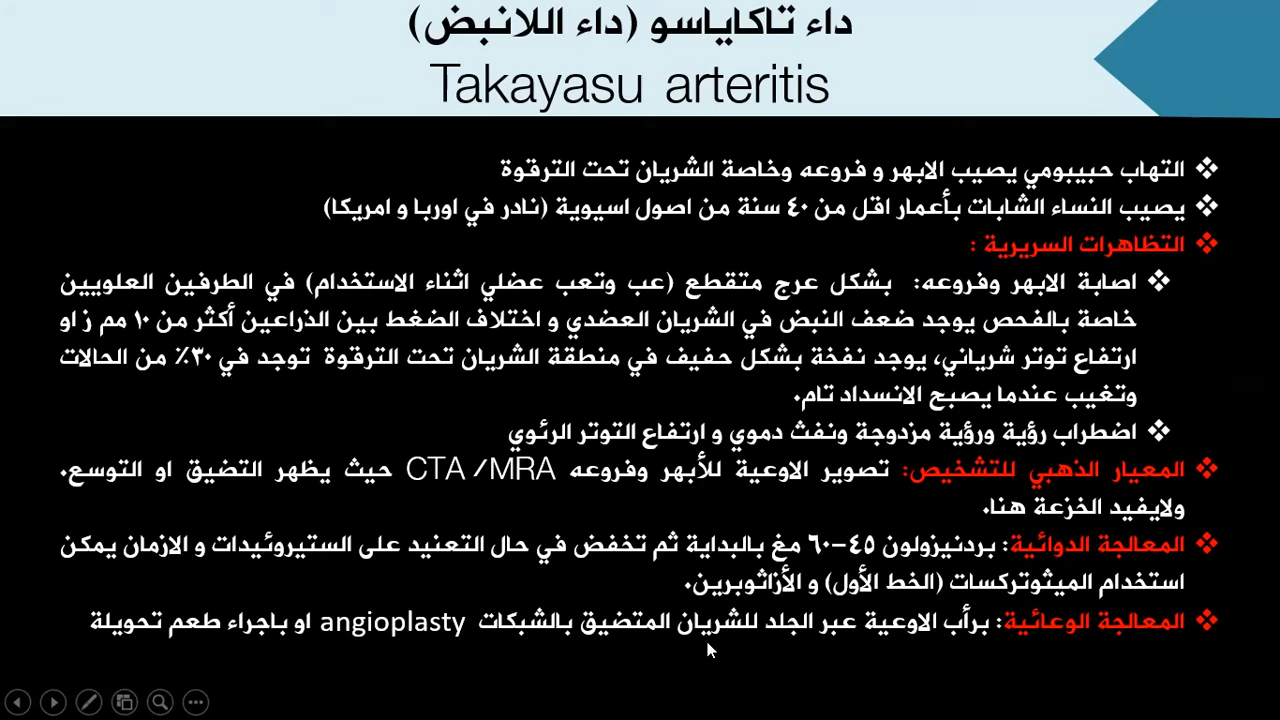 داء تاكاياسو (داء اللانبض)
Takayasu arteritis
❖ التهاب حبيبومي يصيب الابهر و فروعه وخاصة الشريان تحت الترقوة
❖ يصيب النساء الشابات بأعمار اقل من ٤٠ سنة من اصول اسيوية (نادر في اوربا و امريكا)
❖ التظاهرات السريرية :
❖ اصابة الابهر وفروعه: بشكل عرج متقطع (عب وتعب عضلي اثناء الاستخدام) في الطرفين العلويين
خاصة بالفحص يوجد ضعف النبض في الشريان العضدي و اختلاف الضغط بين الذراعين أكثر من ١٠ مم ز او
ارتفاع توتر شرياني، يوجد نفخة بشكل حفيف في منطقة الشريان تحت الترقوة توجد في ٣٠٪ من الحالات
وتغيب عندما يصبح الانسداد تام.
❖ اضطراب رؤية ورؤية مزدوجة ونفث دموي و ارتفاع التوتر الرئوي
❖ المعيار الذهبي للتشخيص: تصوير الاوعية للأبهر وفروعه CTA /MRA حيث يظهر التضيق او التوسع.
ولايفيد الخزعة هنا.
❖ المعالجة الدوائية: بردنيزولون ٤٥-٦٠ مغ بالبداية ثم تخفض في حال التعنيد على الستيروئيدات و الازمان يمكن
استخدام الميثوتركسات (الخط الأول) و الأزاثوبرين.
❖ المعالجة الوعائية: برأب الاوعية عبر الجلد للشريان المتضيق بالشبكات angioplasty او باجراء طعم تحويلة